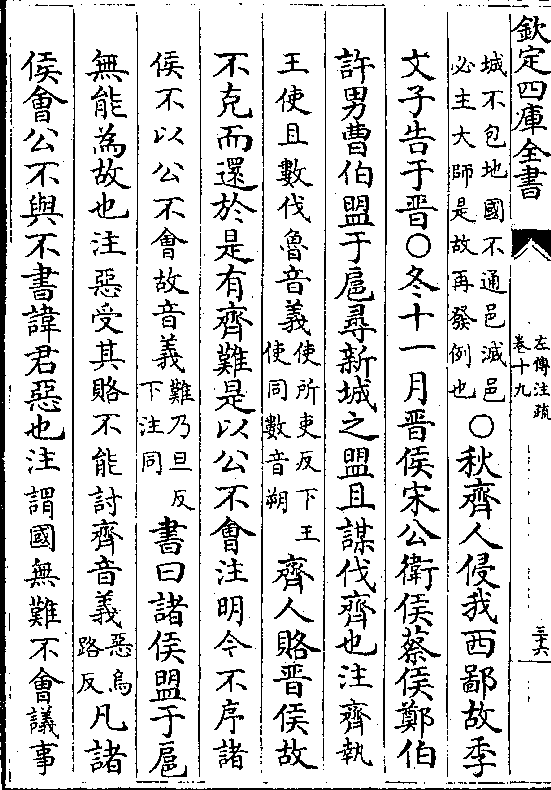 欽定四庫全書
左傳注疏
卷十九
三六
城不包地國不通邑滅邑
必主大師是故再發例也
○秋齊人侵我西鄙故季
文子告于晉○冬十一月晉侯宋公衛侯蔡侯鄭伯
許男曹伯盟于扈尋新城之盟且謀伐齊也注齊執
王使且數伐魯音義使所吏反下王使同數音朔齊人賂晉侯故
不克而還於是有齊難是以公不會注明今不序諸
侯不以公不會故音義難乃旦反下注同書曰諸侯盟于扈
無能為故也注惡受其賂不能討齊音義惡烏路反凡諸
侯會公不與不書諱君惡也注謂國無難不會議事